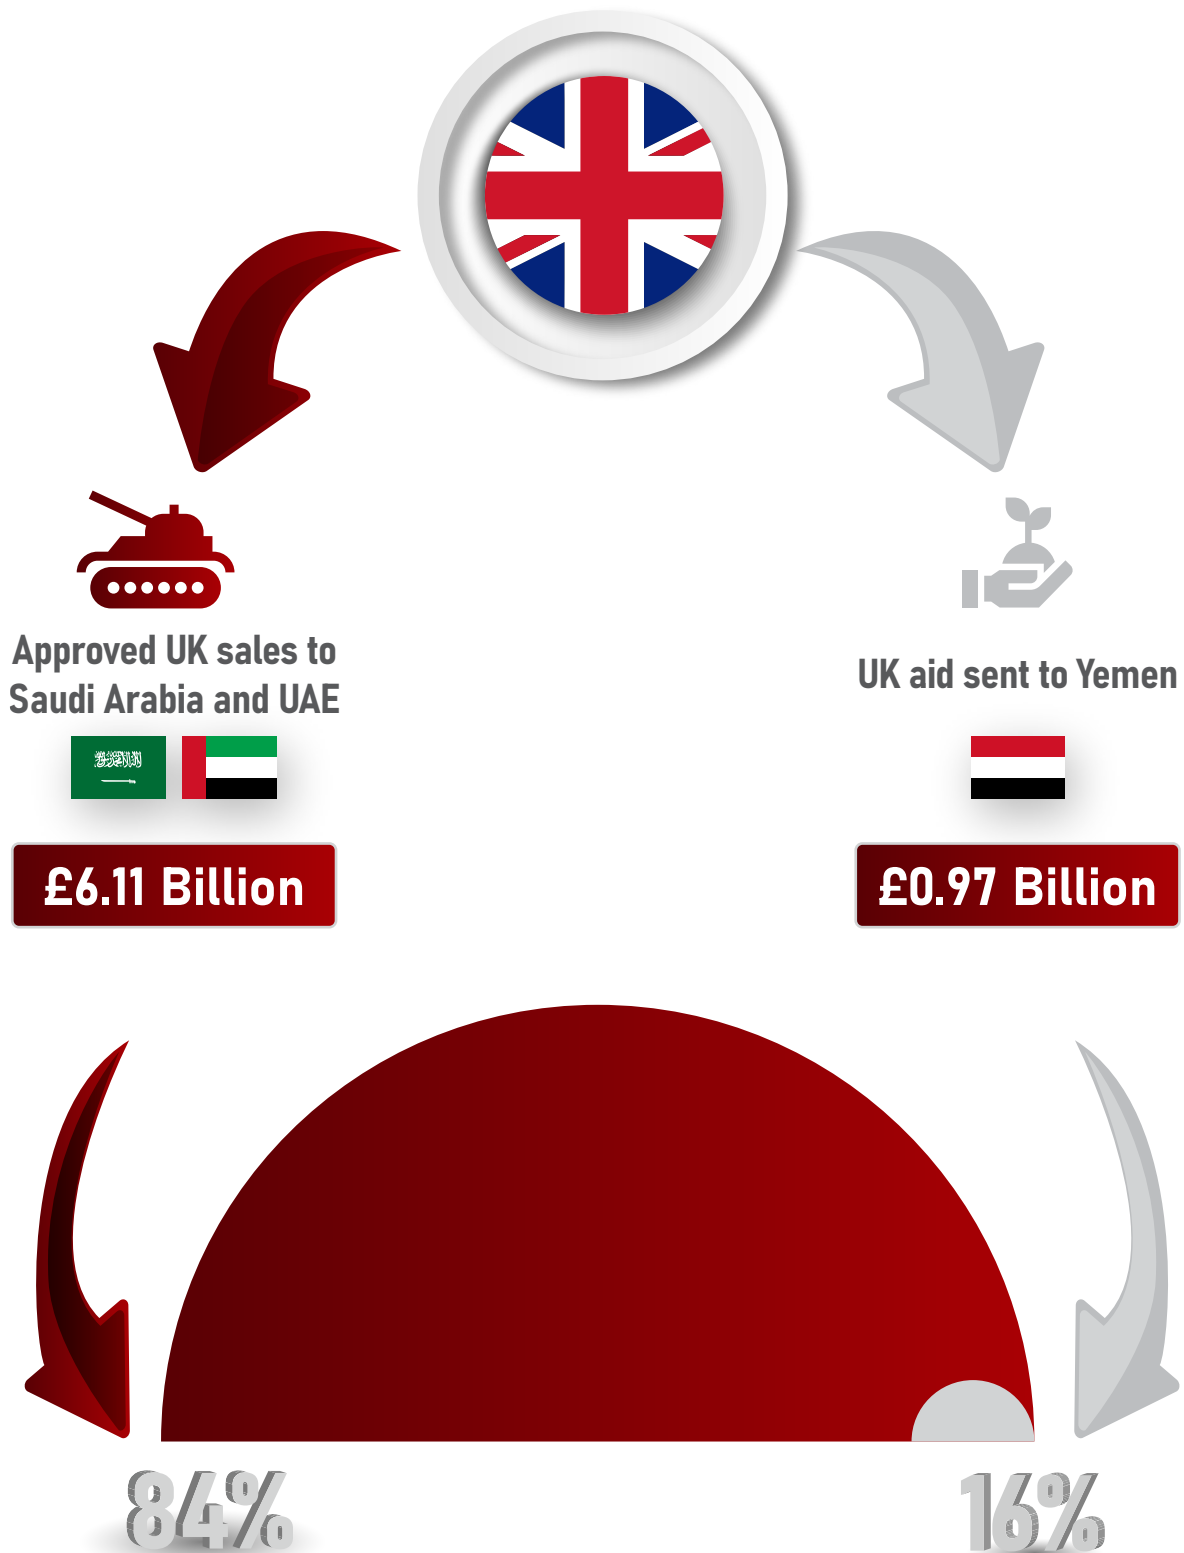 Approved UK sales to
Saudi Arabia and UAE
UK aid sent to Yemen
£6.11 Billion
£0.97 Billion
84%
16%